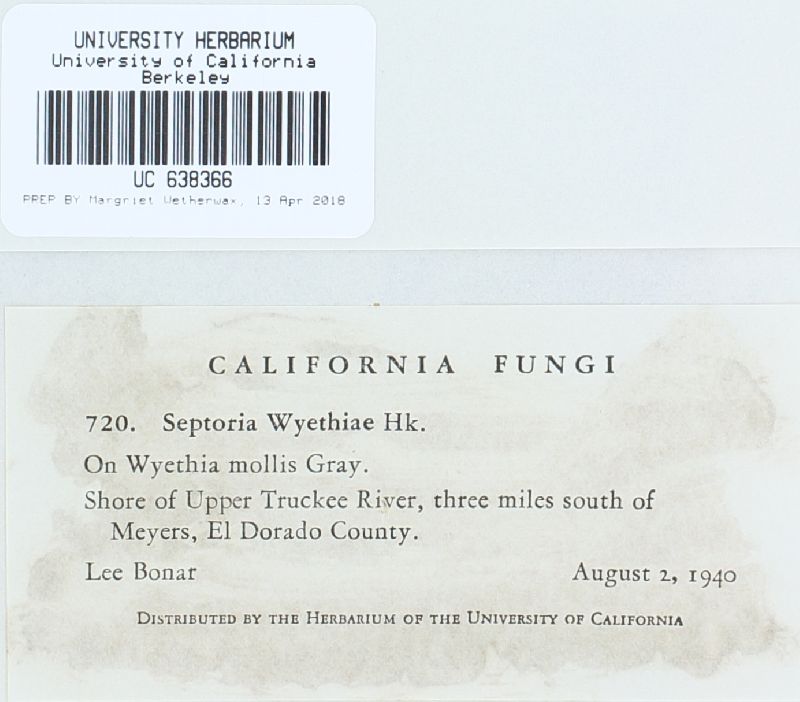 UNIVERSITY HERBARIUM
University of California
Berkeley
UC 638366
PREP BY Margriet Wetherwax, 13 Apr 2018
CALIFORNIA FUNGI
720. Septoria Wyethiae Hk.
On Wyethia mollis Gray.
Shore of Upper Truckee River, three miles south of
Meyers, El Dorado County.
Lee Bonar August 2, 1940
DISTRIBUTED BY THE HERBARIUM OF THE UNIVERSITY OF CALIFORNIA